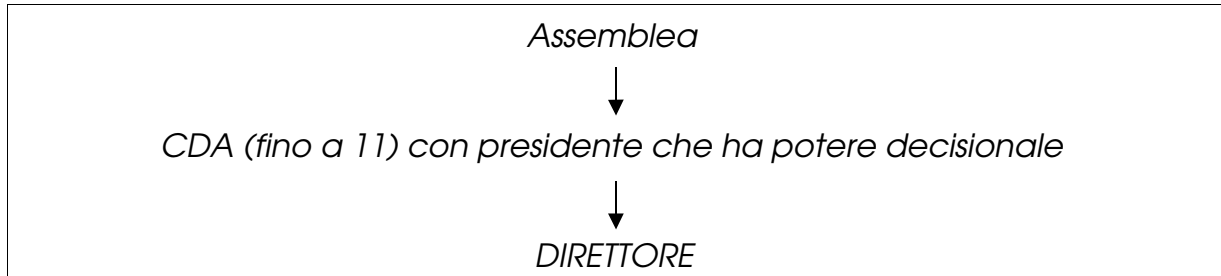 Assemblea
CDA (fino a 11) con presidente che ha potere decisionale
DIRETTORE